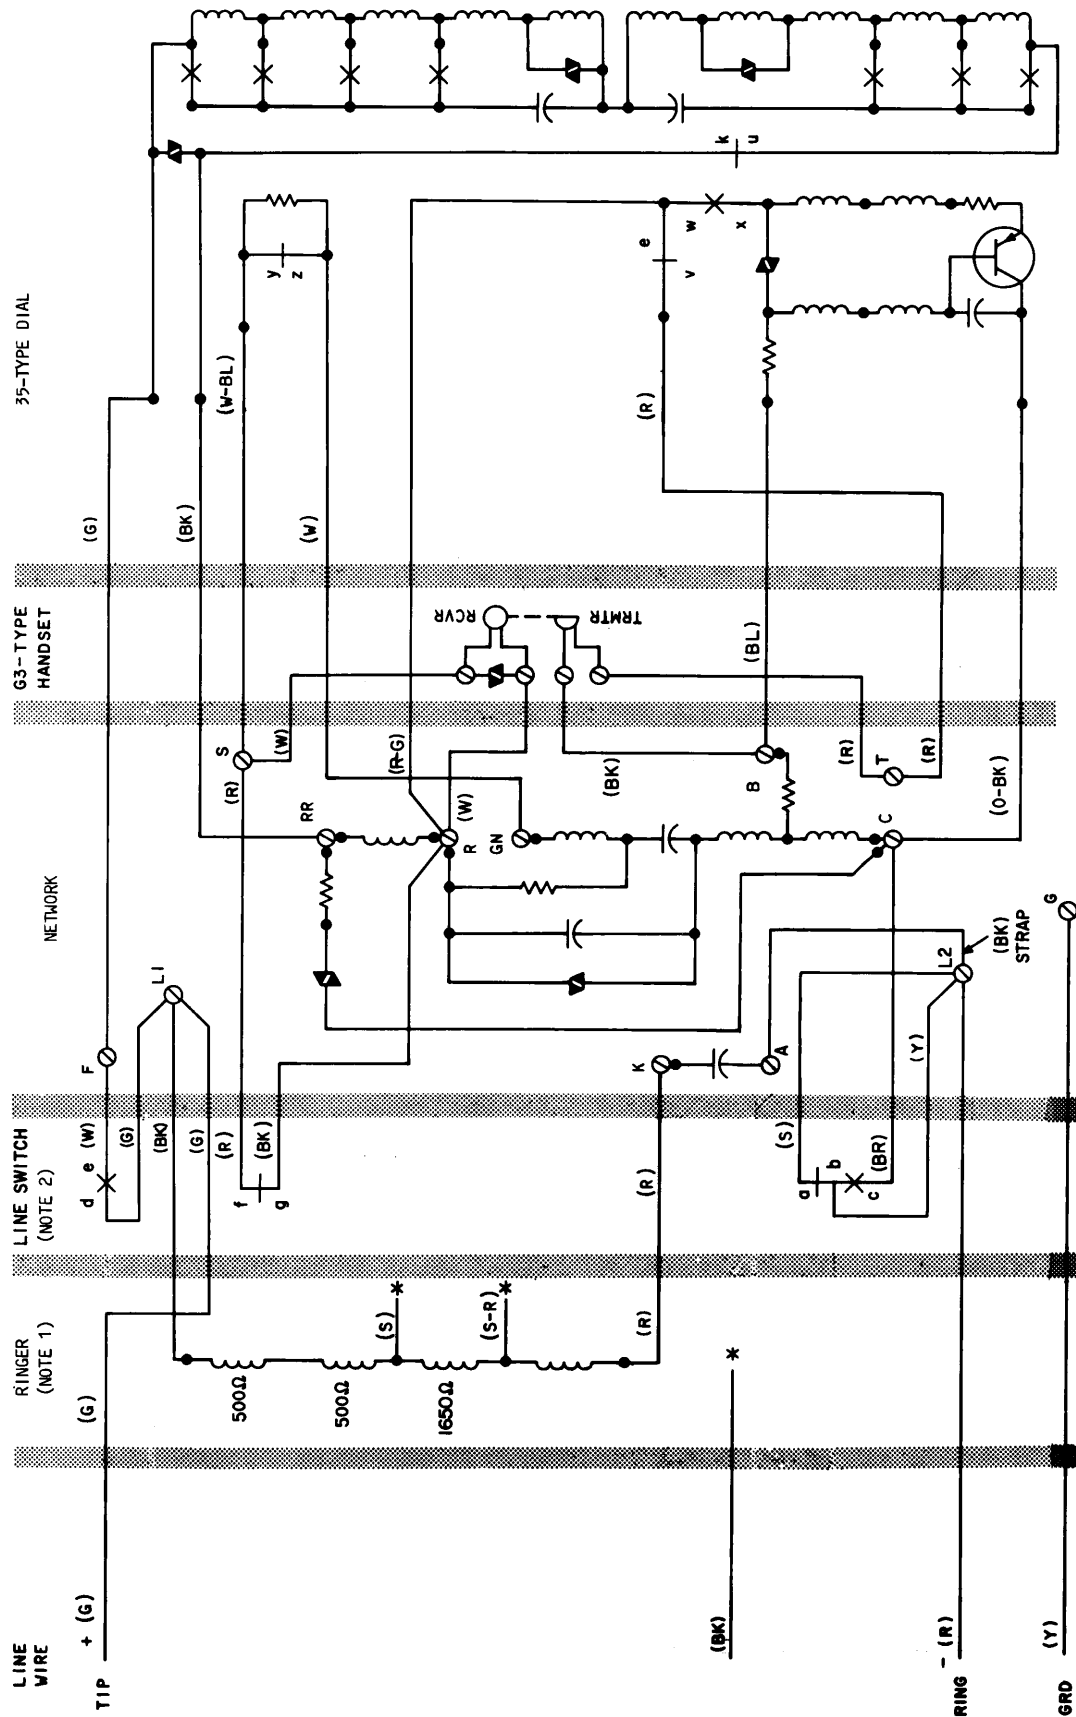 LINE
WIRE
RINGER
(NOTE 1)
LINE SWITCH
(NOTE 2)
NETWORK
G3-TYPE
HANDSET
35-TYPE DIAL
TIP
+ (G)
(G)
500Ω
500Ω
1650Ω
(S)
*
(S-R)
*
(R)
(BK)
*
RING
- (R)
GRD
(Y)
d
e
(W)
(G)
(BK)
(G)
(R)
f
g
(BK)
(R)
a
b
c
(S)
(BR)
(Y)
F
L1
K
A
L2
(BK)
STRAP
G
RR
R
GN
B
C
T
S
(R)
(W)
(W)
(R-G)
(BK)
(R)
(R)
(O-BK)
RCVR
TRMTR
(BL)
(G)
(BK)
(W-BL)
(W)
(R)
y
z
e
v
w
x
k
u